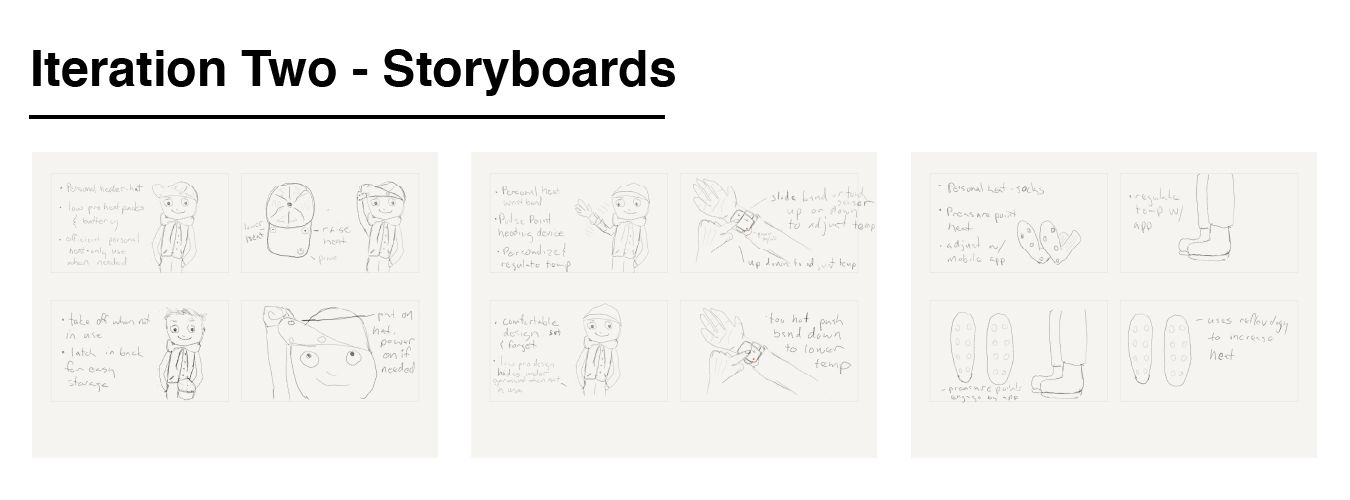 Iteration Two - Storyboards
• Personal heater hat
• low pro heat packs
& battery
• efficient personal
heat-only use
when needed
lower
heat
raise
heat
power
• take off when not
in use
• latch in back
for easy
storage
put on
hat.
power
on if
needed
• Personal heat
wristband
• Pulse Point
heating device
• Personalize &
regulate temp
slide band or touch
sensor
up or down
to adjust temp
up down to adjust temp
• comfortable
design set
& forget
• low pro design
hides under
garment when not
in use
too hot, push
band down
to lower
temp
• Personal heat - socks
• Pressure point
heat
• adjust w/
mobile app
• regulate
temp w/
app
- pressure points
engage by app
- uses reflexology
to increase
heat